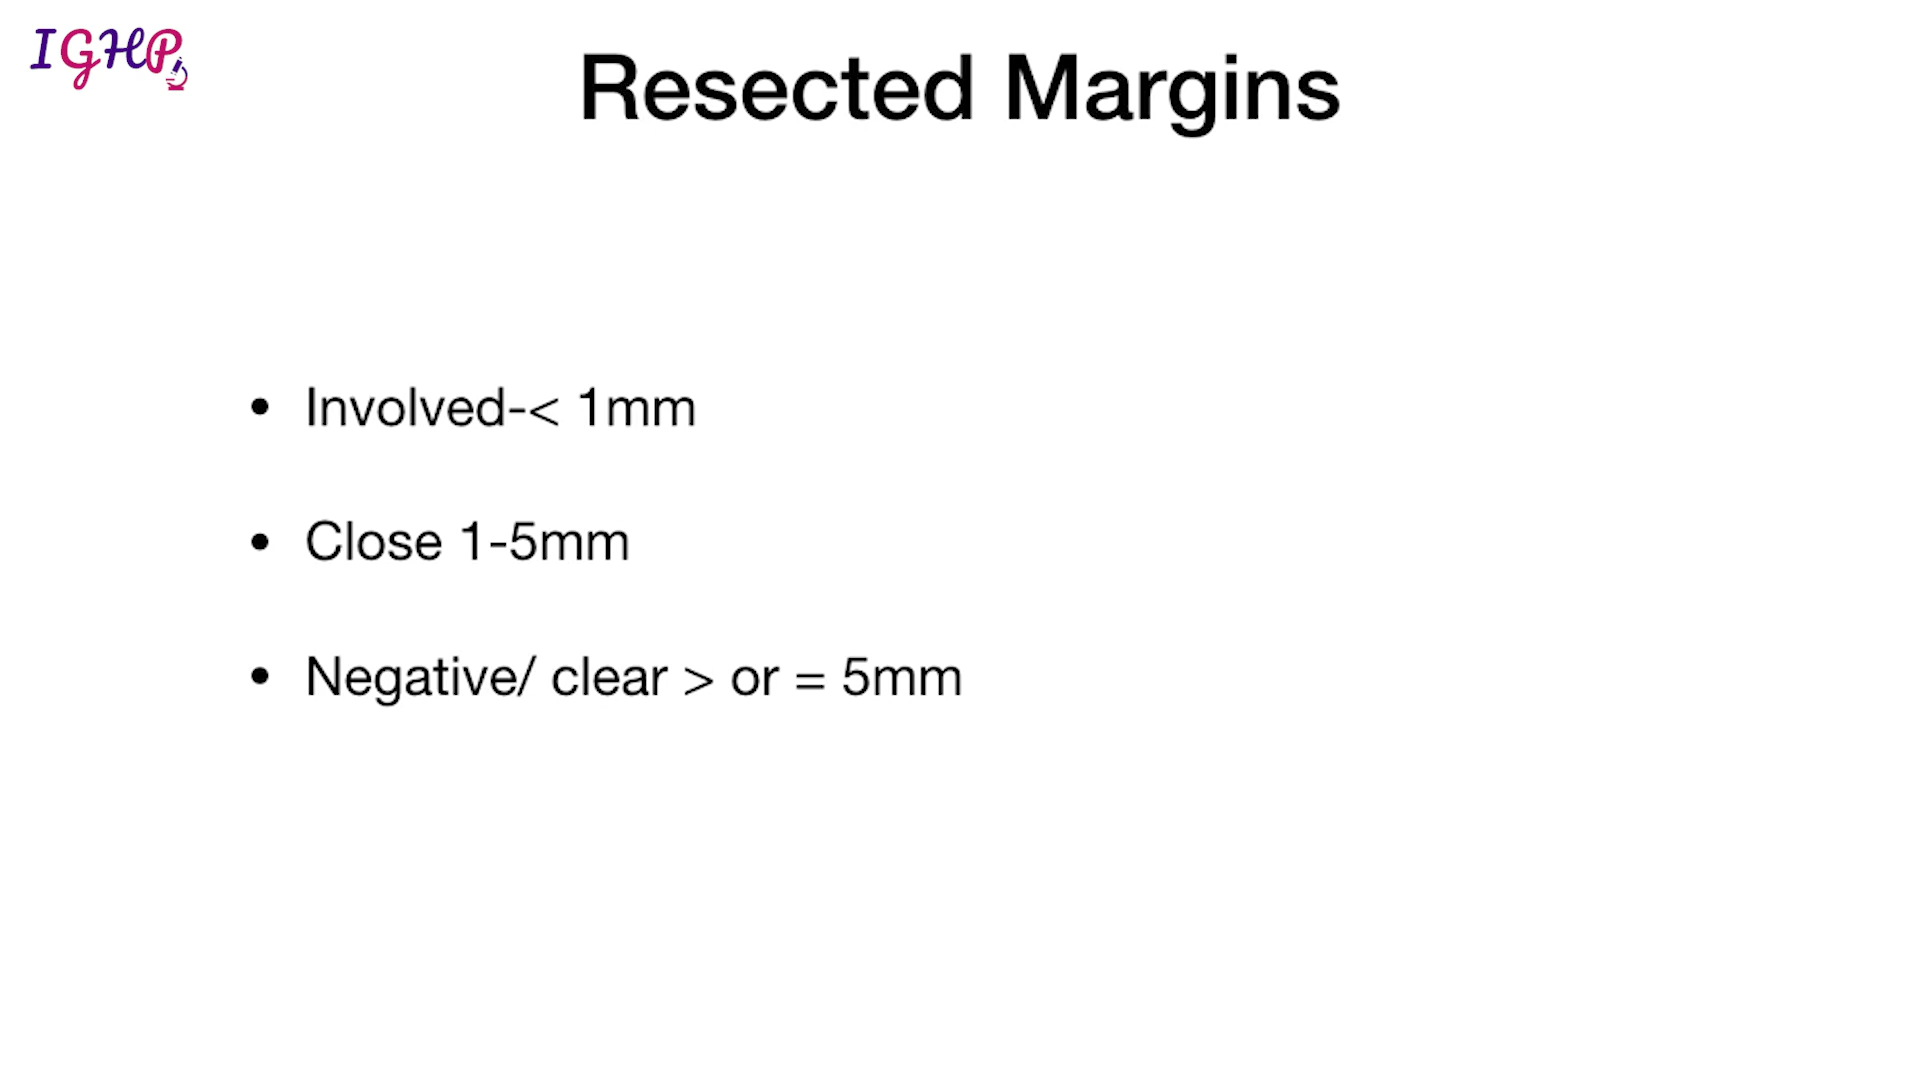 IGHP
Resected Margins
• Involved-< 1mm
• Close 1-5mm
• Negative/ clear > or = 5mm